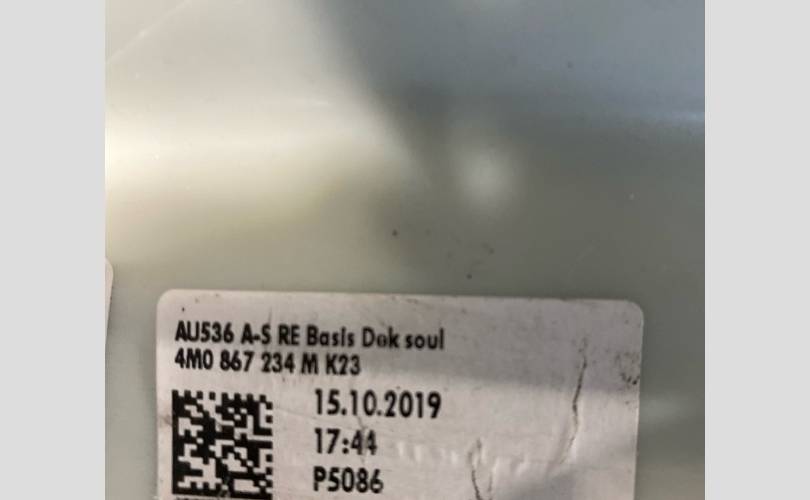 AU536 A-S RE Basis Dek soul
4M0 867 234 M K23
15.10.2019
17:44
P5086